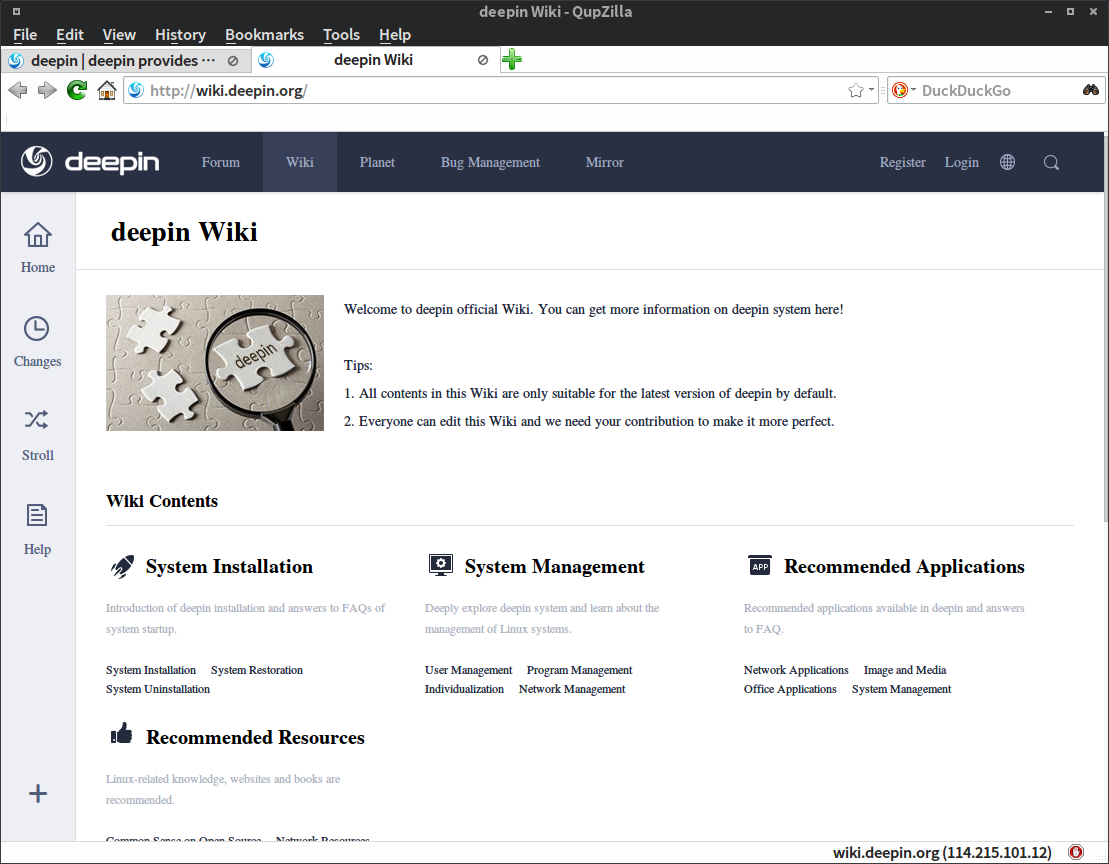 deepin Wiki - QupZilla
File Edit View History Bookmarks Tools Help
deepin | deepin provides ··· deepin Wiki
http://wiki.deepin.org/ DuckDuckGo
deepin Forum Wiki Planet Bug Management Mirror Register Login
Home
Changes
Stroll
Help
deepin Wiki
deepin
Welcome to deepin official Wiki. You can get more information on deepin system here!
Tips:
1. All contents in this Wiki are only suitable for the latest version of deepin by default.
2. Everyone can edit this Wiki and we need your contribution to make it more perfect.
Wiki Contents
System Installation
Introduction of deepin installation and answers to FAQs of
system startup.
System Installation System Restoration
System Uninstallation
System Management
Deeply explore deepin system and learn about the
management of Linux systems.
User Management Program Management
Individualization Network Management
APP
Recommended Applications
Recommended applications available in deepin and answers
to FAQ.
Network Applications Image and Media
Office Applications System Management
Recommended Resources
Linux-related knowledge, websites and books are
recommended.
Common Sense on Open Source Network Resources
wiki.deepin.org (114.215.101.12)